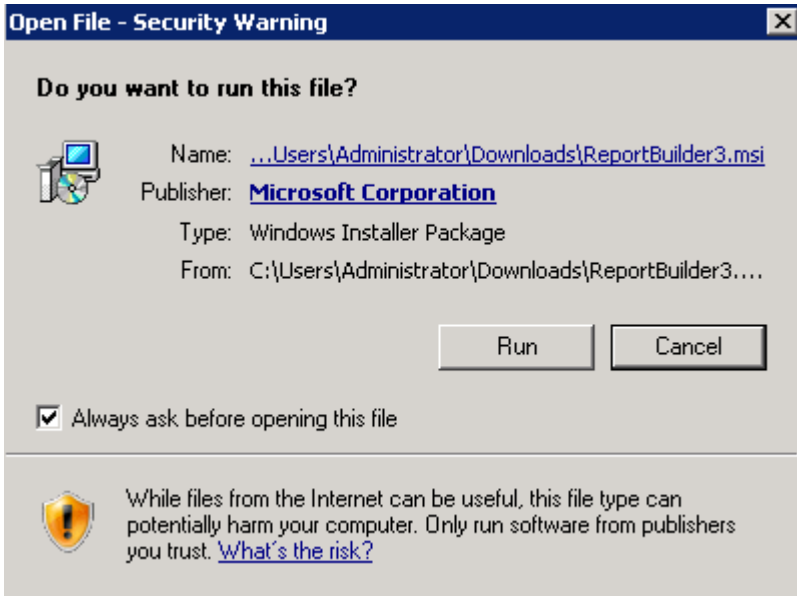 Open File - Security Warning
Do you want to run this file?
Name: ...Users\Administrator\Downloads\ReportBuilder3.msi
Publisher: Microsoft Corporation
Type: Windows Installer Package
From: C:\Users\Administrator\Downloads\ReportBuilder3....
Run Cancel
Always ask before opening this file
While files from the Internet can be useful, this file type can
potentially harm your computer. Only run software from publishers
you trust. What's the risk?